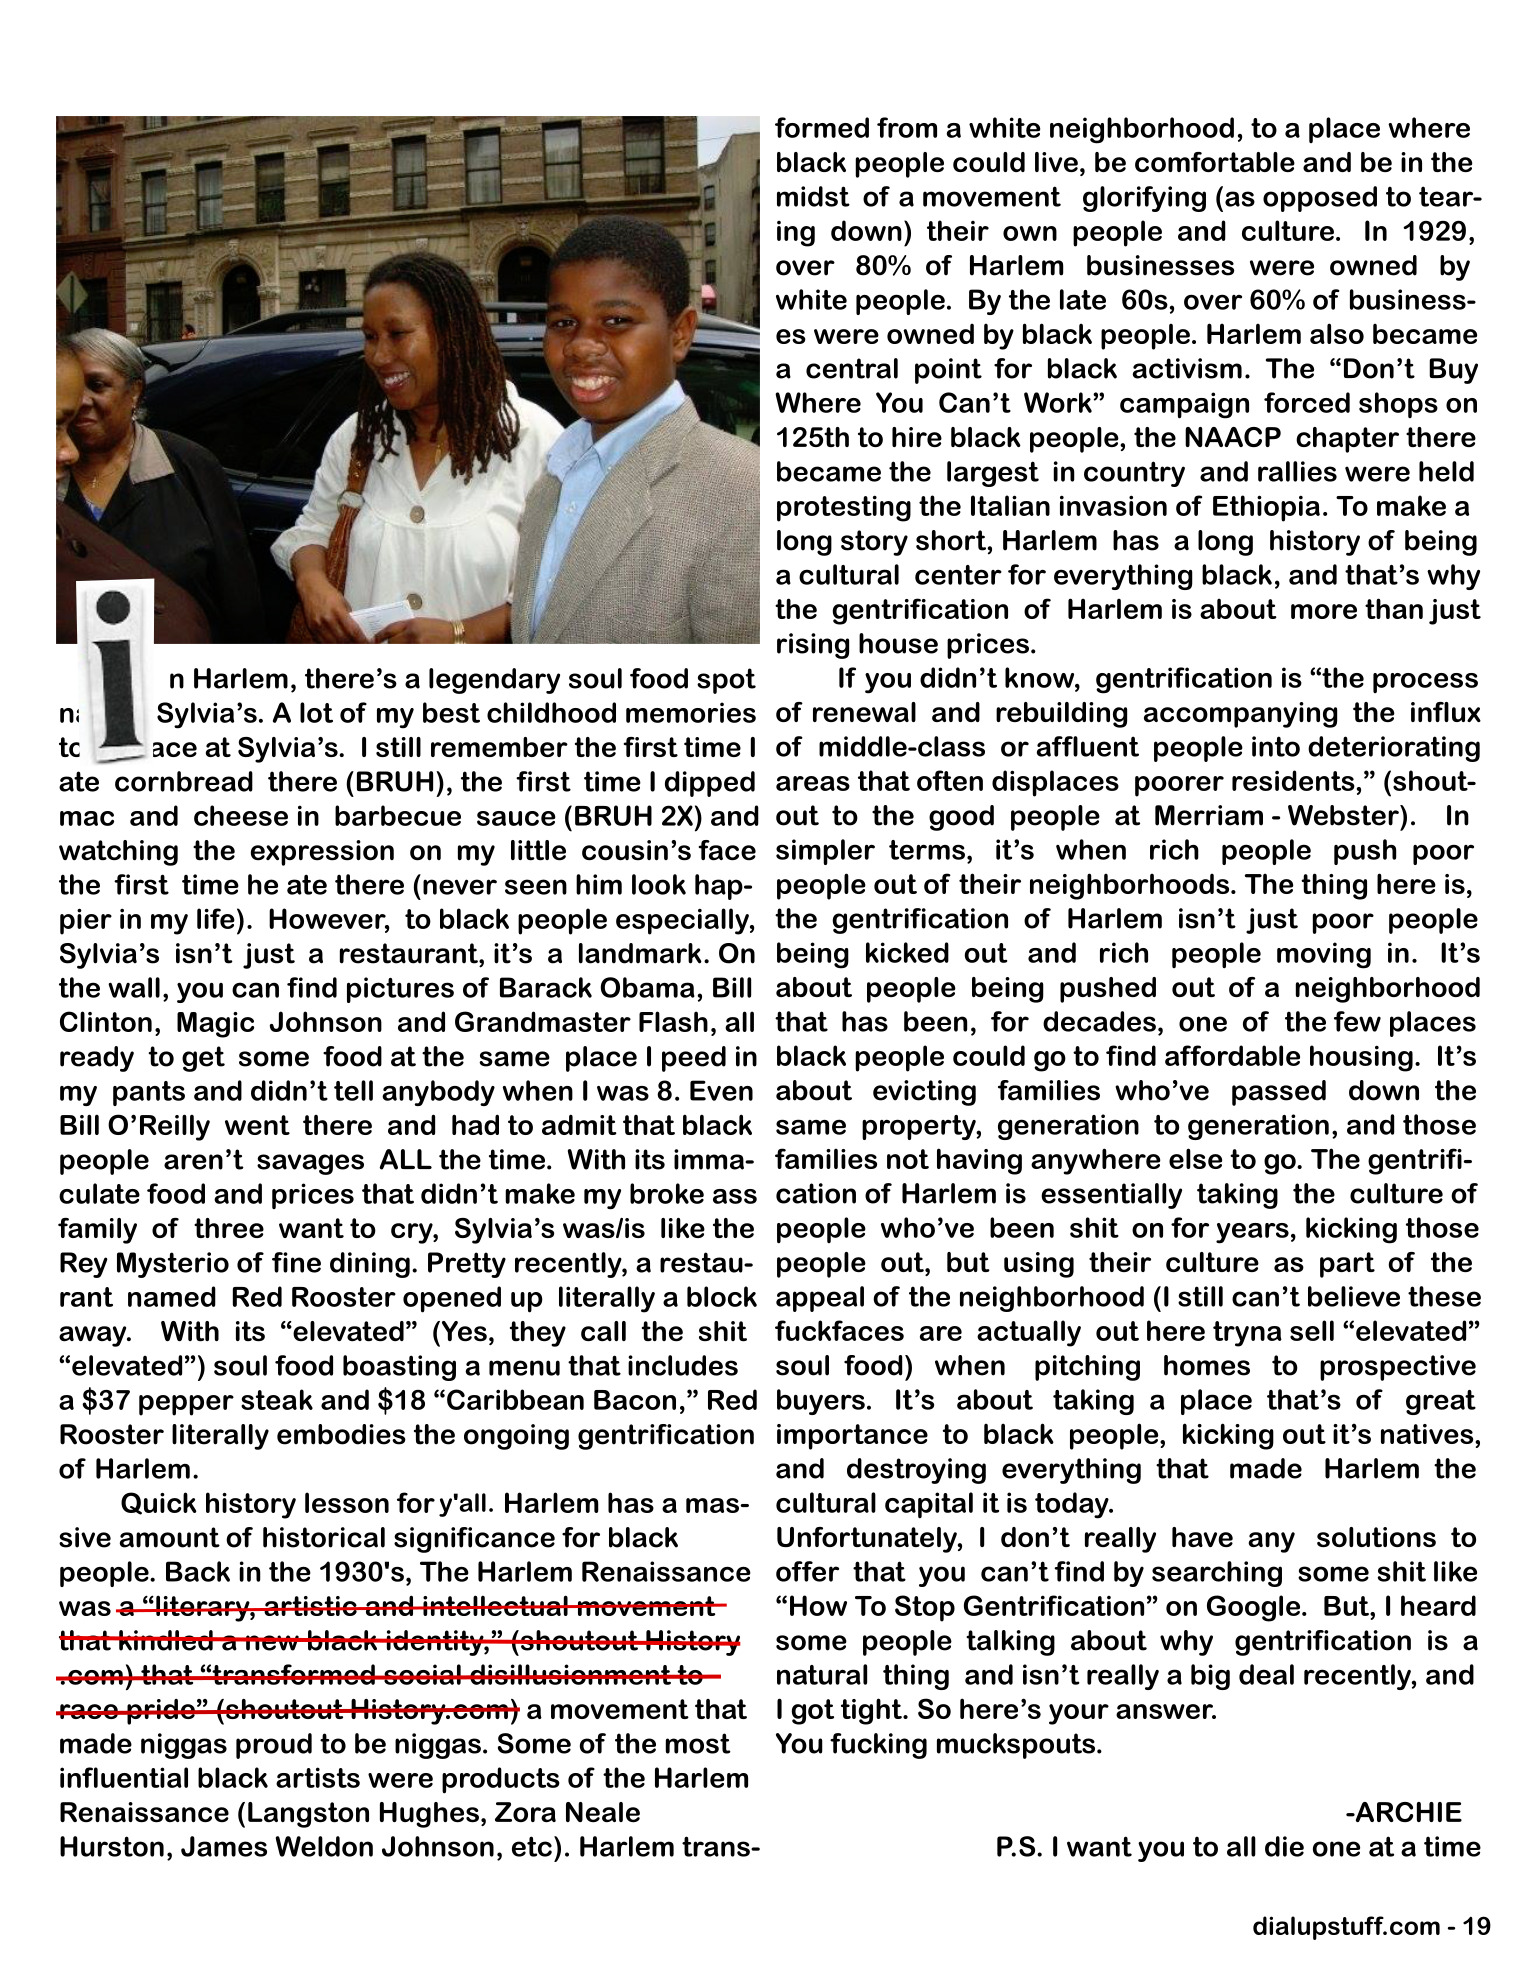 i
n Harlem, there’s a legendary soul food spot
Sylvia’s. A lot of my best childhood memories
ace at Sylvia’s. I still remember the first time I
ate cornbread there (BRUH), the first time I dipped
mac and cheese in barbecue sauce (BRUH 2X) and
watching the expression on my little cousin’s face
the first time he ate there (never seen him look hap-
pier in my life). However, to black people especially,
Sylvia’s isn’t just a restaurant, it’s a landmark. On
the wall, you can find pictures of Barack Obama, Bill
Clinton, Magic Johnson and Grandmaster Flash, all
ready to get some food at the same place I peed in
my pants and didn’t tell anybody when I was 8. Even
Bill O’Reilly went there and had to admit that black
people aren’t savages ALL the time. With its imma-
culate food and prices that didn’t make my broke ass
family of three want to cry, Sylvia’s was/is like the
Rey Mysterio of fine dining. Pretty recently, a restau-
rant named Red Rooster opened up literally a block
away. With its “elevated” (Yes, they call the shit
“elevated”) soul food boasting a menu that includes
a $37 pepper steak and $18 “Caribbean Bacon,” Red
Rooster literally embodies the ongoing gentrification
of Harlem.
Quick history lesson for y'all. Harlem has a mas-
sive amount of historical significance for black
people. Back in the 1930's, The Harlem Renaissance
was a “literary, artistic and intellectual movement
that kindled a new black identity,” (shoutout History
.com) that “transformed social disillusionment to
race pride” (shoutout History.com) a movement that
made niggas proud to be niggas. Some of the most
influential black artists were products of the Harlem
Renaissance (Langston Hughes, Zora Neale
Hurston, James Weldon Johnson, etc). Harlem trans-
formed from a white neighborhood, to a place where
black people could live, be comfortable and be in the
midst of a movement glorifying (as opposed to tear-
ing down) their own people and culture. In 1929,
over 80% of Harlem businesses were owned by
white people. By the late 60s, over 60% of business-
es were owned by black people. Harlem also became
a central point for black activism. The “Don’t Buy
Where You Can’t Work” campaign forced shops on
125th to hire black people, the NAACP chapter there
became the largest in country and rallies were held
protesting the Italian invasion of Ethiopia. To make a
long story short, Harlem has a long history of being
a cultural center for everything black, and that’s why
the gentrification of Harlem is about more than just
rising house prices.
If you didn’t know, gentrification is “the process
of renewal and rebuilding accompanying the influx
of middle-class or affluent people into deteriorating
areas that often displaces poorer residents,” (shout-
out to the good people at Merriam - Webster). In
simpler terms, it’s when rich people push poor
people out of their neighborhoods. The thing here is,
the gentrification of Harlem isn’t just poor people
being kicked out and rich people moving in. It’s
about people being pushed out of a neighborhood
that has been, for decades, one of the few places
black people could go to find affordable housing. It’s
about evicting families who’ve passed down the
same property, generation to generation, and those
families not having anywhere else to go. The gentrifi-
cation of Harlem is essentially taking the culture of
people who’ve been shit on for years, kicking those
people out, but using their culture as part of the
appeal of the neighborhood (I still can’t believe these
fuckfaces are actually out here tryna sell “elevated”
soul food) when pitching homes to prospective
buyers. It’s about taking a place that’s of great
importance to black people, kicking out it’s natives,
and destroying everything that made Harlem the
cultural capital it is today.
Unfortunately, I don’t really have any solutions to
offer that you can’t find by searching some shit like
“How To Stop Gentrification” on Google. But, I heard
some people talking about why gentrification is a
natural thing and isn’t really a big deal recently, and
I got tight. So here’s your answer.
You fucking muckspouts.
-ARCHIE
P.S. I want you to all die one at a time
dialupstuff.com - 19